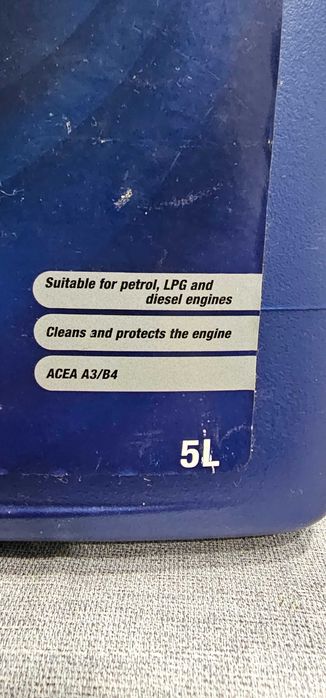 Suitable for petrol, LPG and
diesel engines
Cleans and protects the engine
ACEA A3/B4
5L